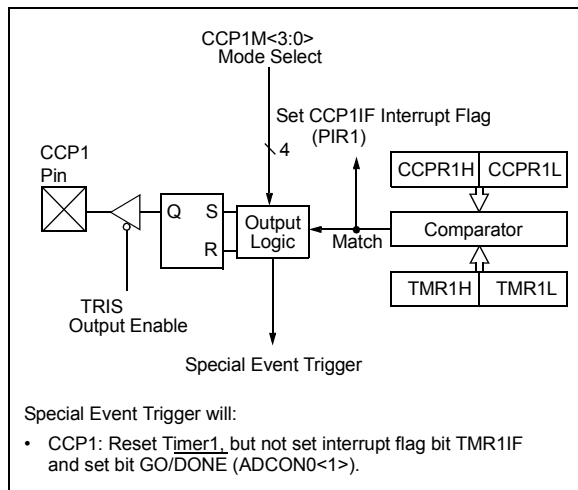 CCP1M<3:0>
Mode Select
Set CCP1IF Interrupt Flag
(PIR1)
4
CCP1
Pin
CCPR1H CCPR1L
Q S
R
Output
Logic
Match
Comparator
TRIS
Output Enable
TMR1H TMR1L
Special Event Trigger
Special Event Trigger will:
• CCP1: Reset Timer1, but not set interrupt flag bit TMR1IF
and set bit GO/DONE (ADCON0<1>).